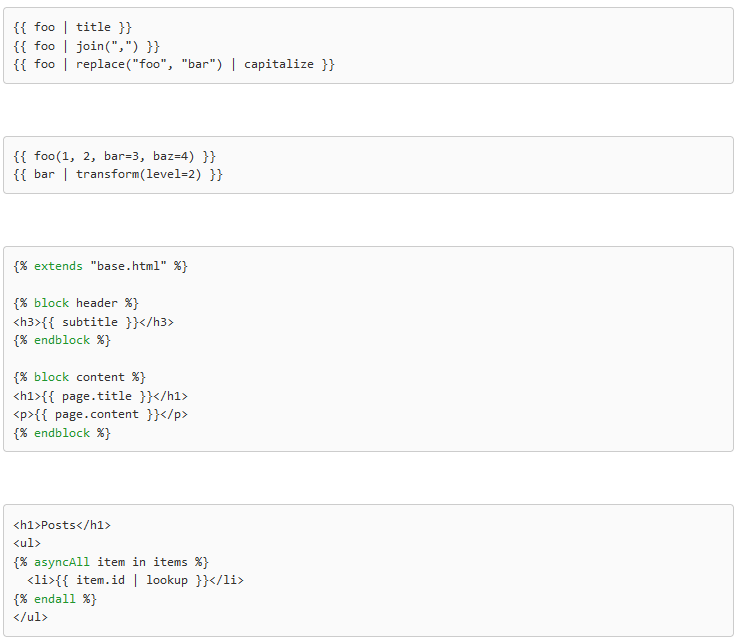 {{ foo | title }}
{{ foo | join(",") }}
{{ foo | replace("foo", "bar") | capitalize }}
{{ foo(1, 2, bar=3, baz=4) }}
{{ bar | transform(level=2) }}
{% extends "base.html" %}
{% block header %}
<h3>{{ subtitle }}</h3>
{% endblock %}
{% block content %}
<h1>{{ page.title }}</h1>
<p>{{ page.content }}</p>
{% endblock %}
<h1>Posts</h1>
<ul>
{% asyncAll item in items %}
  <li>{{ item.id | lookup }}</li>
{% endall %}
</ul>